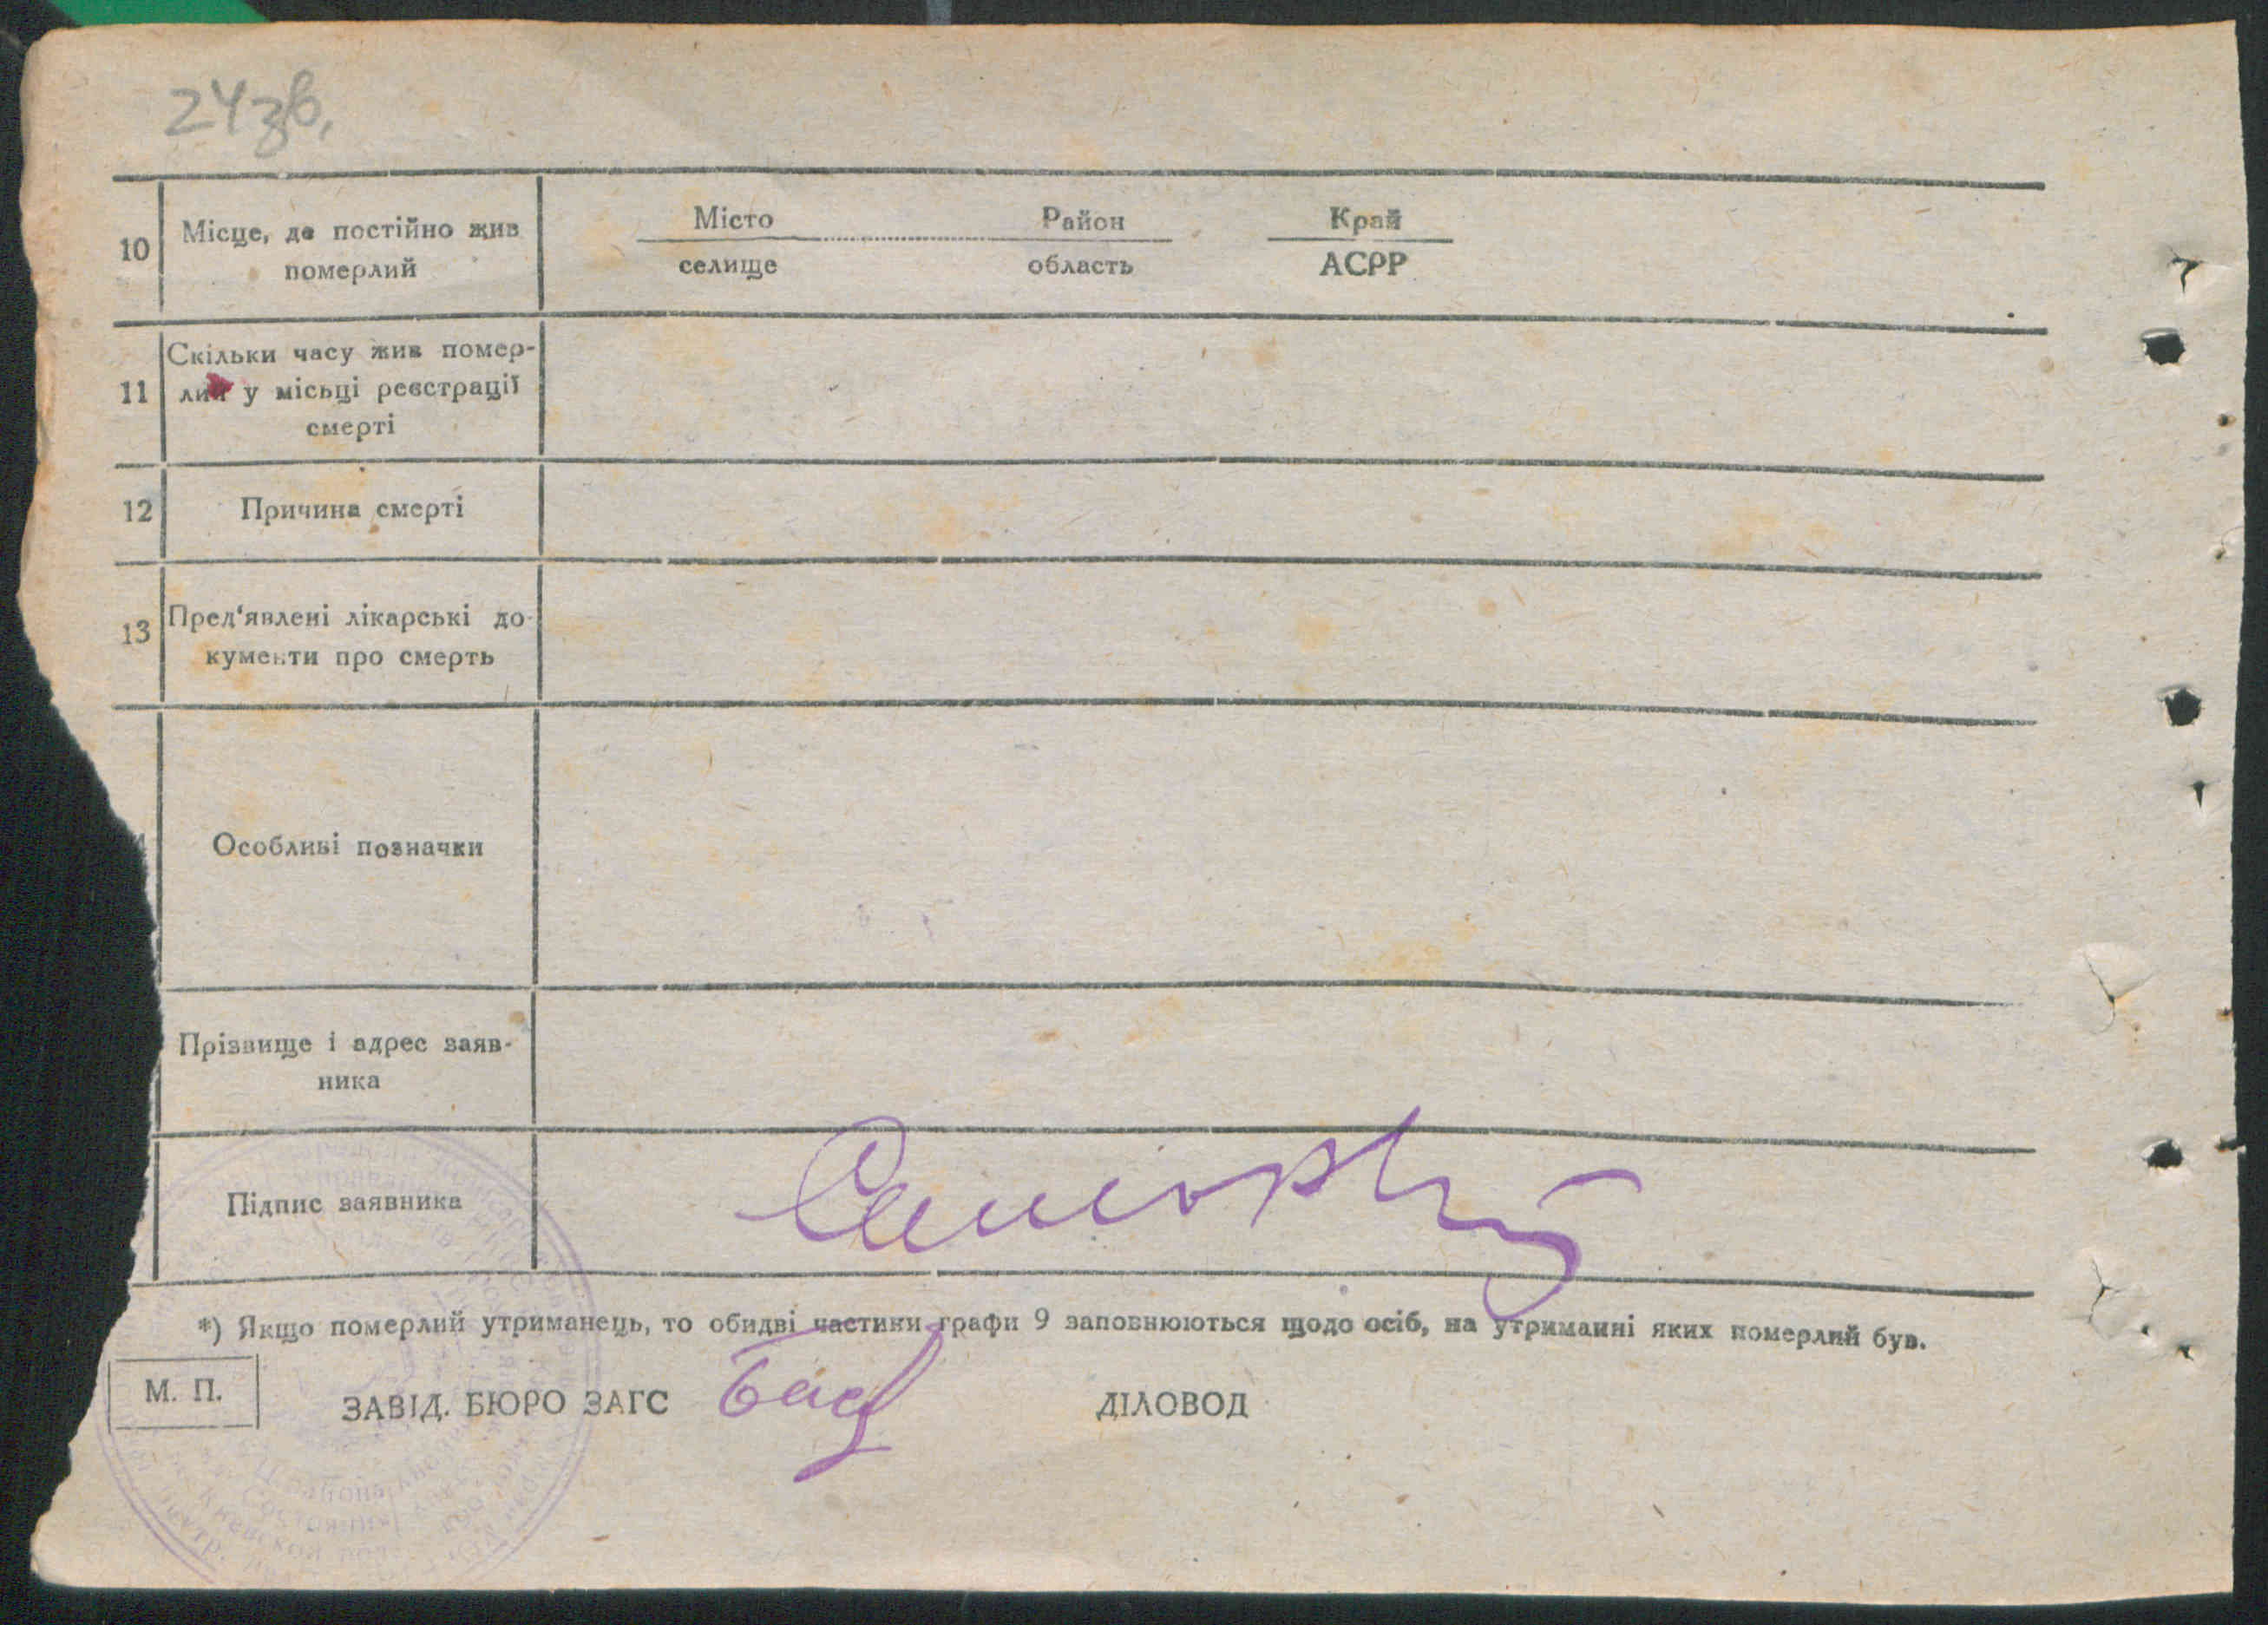 24зв.
10 Місце, де постійно жив Місто Район Край
померлий селище область АСРР
Скільки часу жив помер-
11 лий у місьці реєстрації
смерті
12 Причина смерті
13 Пред'явлені лікарські до-
кументи про смерть
Особливі позначки
Прізвище і адрес заяв-
ника
Підпис заявника
*) Якщо померлий утриманець, то обидві частини графи 9 заповнюються щодо осіб, на утриманні яких померлий був.
М. П. ЗАВІД. БЮРО ЗАГС ДІЛОВОД